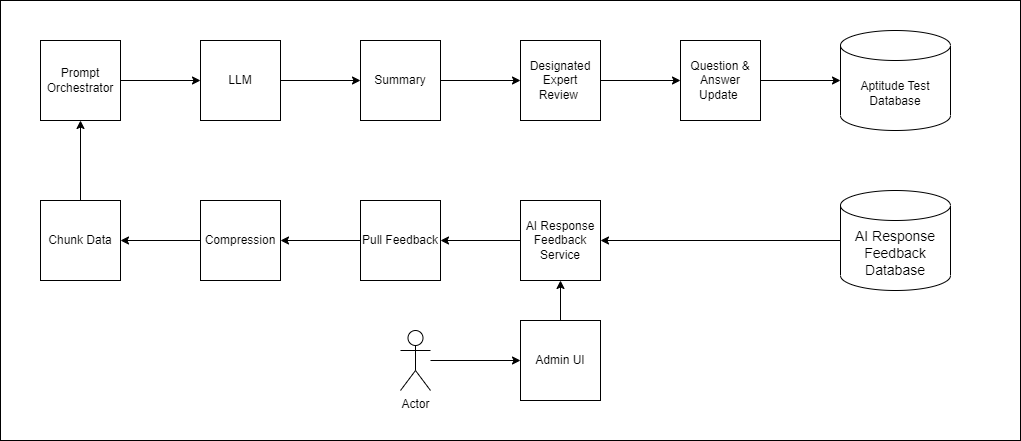 Prompt
Orchestrator
LLM
Summary
Designated
Expert
Review
Question &
Answer
Update
Aptitude Test
Database
Chunk Data
Compression
Pull Feedback
AI Response
Feedback
Service
AI Response
Feedback
Database
Admin UI
Actor